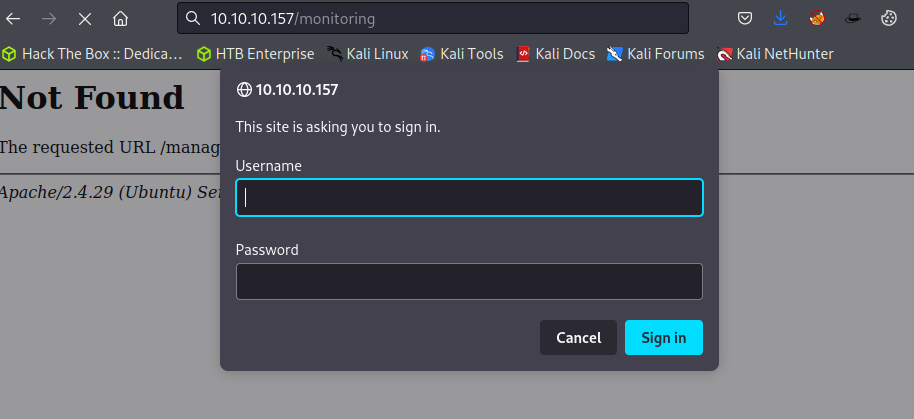 10.10.10.157/monitoring
Hack The Box :: Dedica… HTB Enterprise Kali Linux Kali Tools Kali Docs Kali Forums Kali NetHunter
Not Found
10.10.10.157
This site is asking you to sign in.
The requested URL /manag
Username
Apache/2.4.29 (Ubuntu) Se
Password
Cancel Sign in